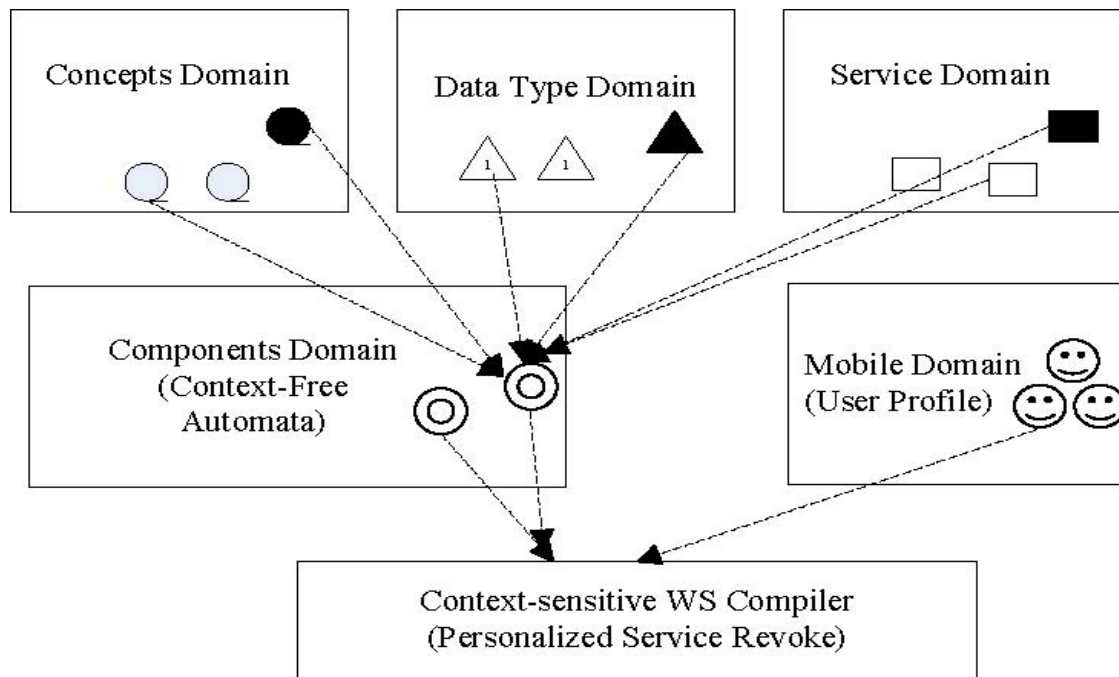 Concepts Domain
Data Type Domain
Service Domain
1
1
Components Domain
(Context-Free
Automata)
Mobile Domain
(User Profile)
Context-sensitive WS Compiler
(Personalized Service Revoke)